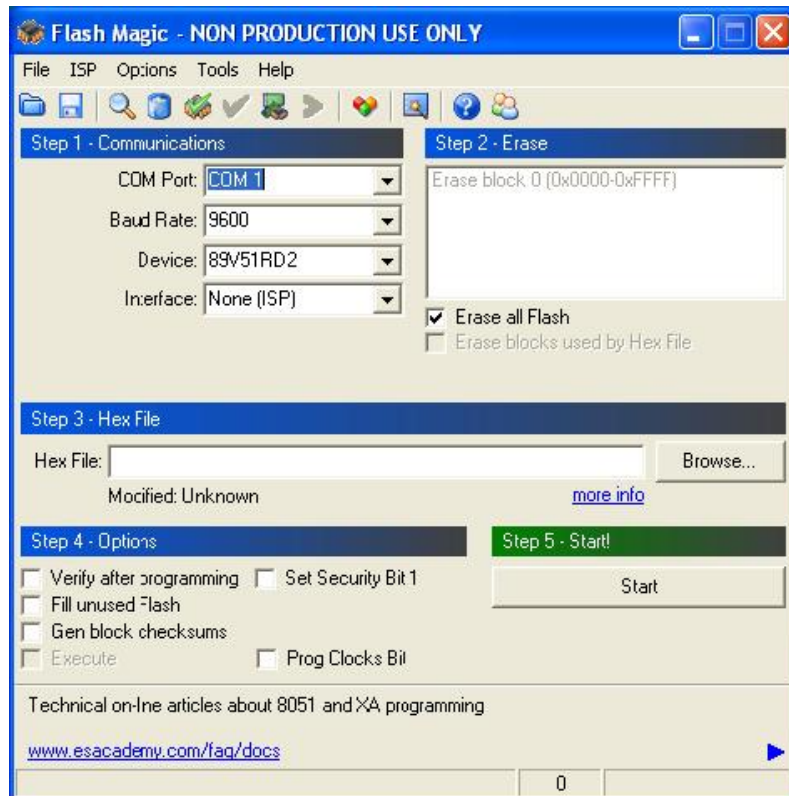 Flash Magic - NON PRODUCTION USE ONLY
File ISP Options Tools Help
Step 1 - Communications
COM Port: COM 1
Baud Rate: 9600
Device: 89V51RD2
Interface: None (ISP)
Step 2 - Erase
Erase block 0 (0x0000-0xFFFF)
Erase all Flash
Erase blocks used by Hex File
Step 3 - Hex File
Hex File: Browse...
Modified: Unknown more info
Step 4 - Options
Verify after programming Set Security Bit 1
Fill unused Flash
Gen block checksums
Execute Prog Clocks Bit
Step 5 - Start!
Start
Technical on-line articles about 8051 and XA programming
www.esacademy.com/faq/docs
0